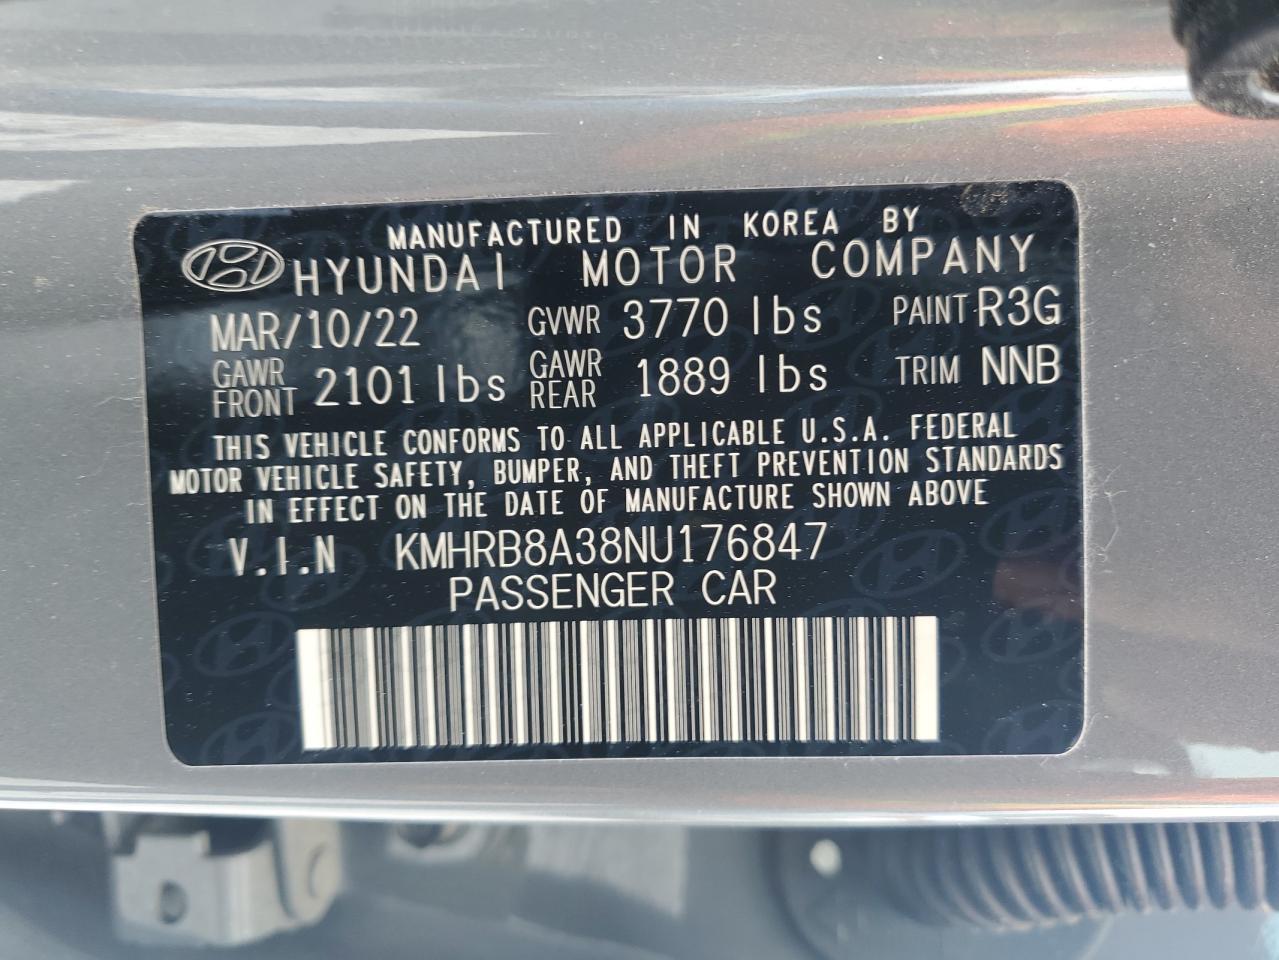 MANUFACTURED IN KOREA BY
HYUNDAI MOTOR COMPANY
MAR/10/22 GVWR 3770 lbs PAINT R3G
GAWR FRONT 2101 lbs GAWR REAR 1889 lbs TRIM NNB
THIS VEHICLE CONFORMS TO ALL APPLICABLE U.S.A. FEDERAL
MOTOR VEHICLE SAFETY, BUMPER, AND THEFT PREVENTION STANDARDS
IN EFFECT ON THE DATE OF MANUFACTURE SHOWN ABOVE
V.I.N KMHRB8A38NU176847
PASSENGER CAR